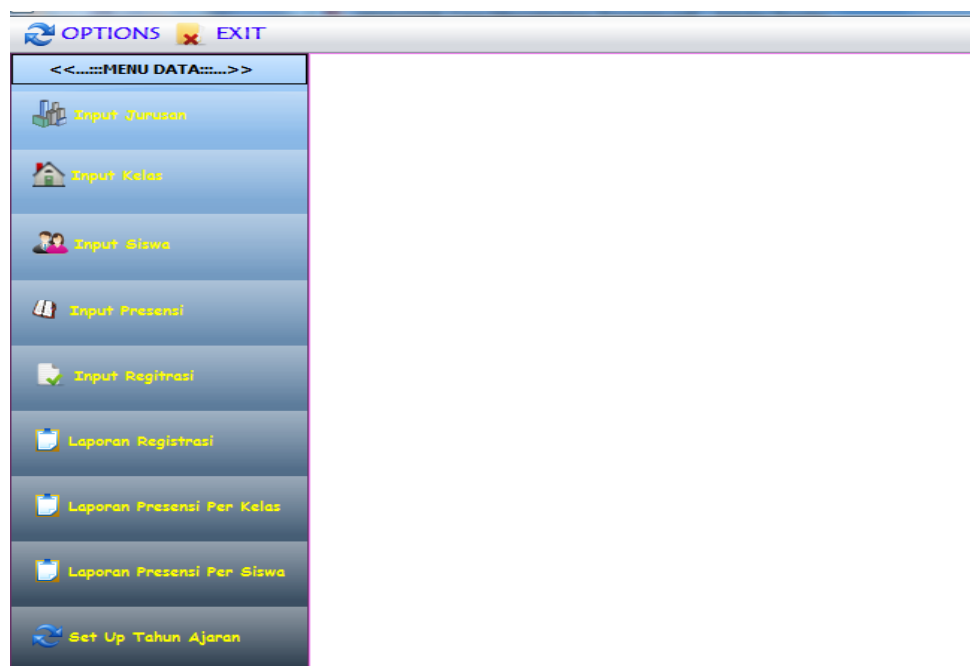 OPTIONS EXIT
<<...:::MENU DATA:::...>>
Input Jurusan
Input Kelas
Input Siswa
Input Presensi
Input Regitrasi
Laporan Registrasi
Laporan Presensi Per Kelas
Laporan Presensi Per Siswa
Set Up Tahun Ajaran